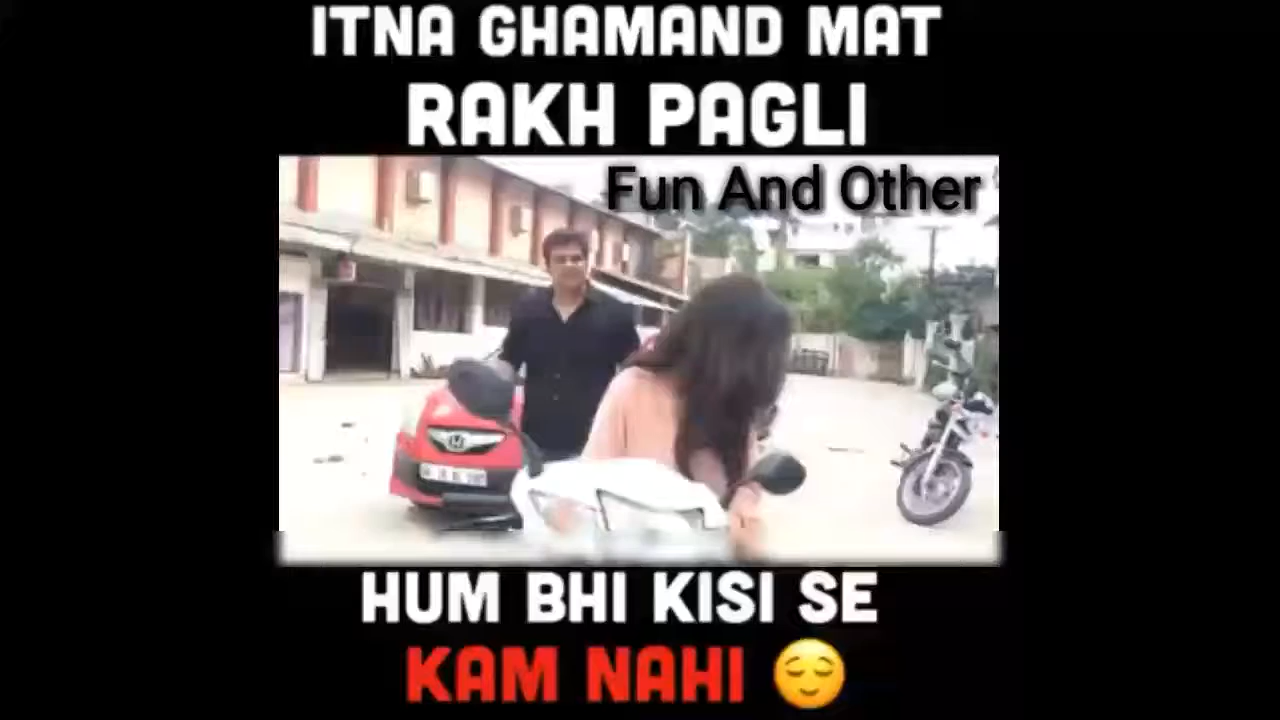 ITNA GHAMAND MAT
RAKH PAGLI
Fun And Other
HUM BHI KISI SE
KAM NAHI 😌